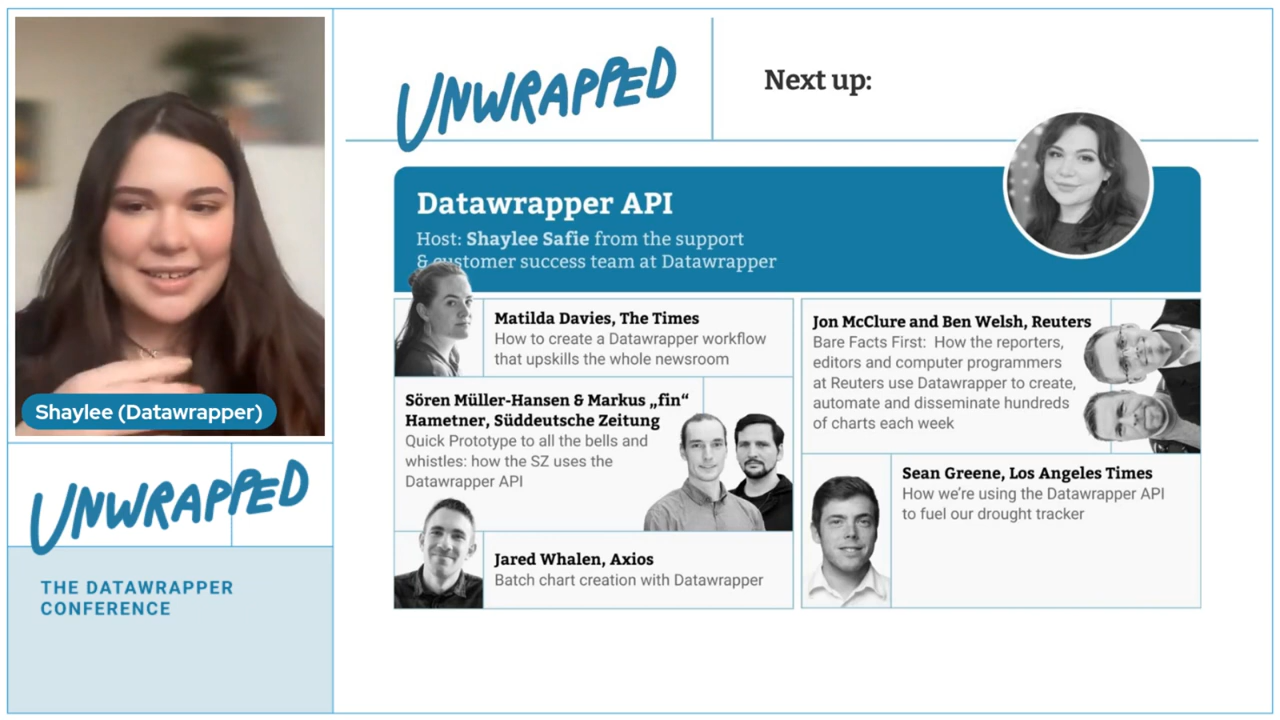 Shaylee (Datawrapper)
UNWRAPPED
THE DATAWRAPPER
CONFERENCE
UNWRAPPED
Next up:
Datawrapper API
Host: Shaylee Safie from the support
& customer success team at Datawrapper
Matilda Davies, The Times
How to create a Datawrapper workflow
that upskills the whole newsroom
Sören Müller-Hansen & Markus „fin“
Hametner, Süddeutsche Zeitung
Quick Prototype to all the bells and
whistles: how the SZ uses the
Datawrapper API
Jared Whalen, Axios
Batch chart creation with Datawrapper
Jon McClure and Ben Welsh, Reuters
Bare Facts First: How the reporters,
editors and computer programmers
at Reuters use Datawrapper to create,
automate and disseminate hundreds
of charts each week
Sean Greene, Los Angeles Times
How we’re using the Datawrapper API
to fuel our drought tracker